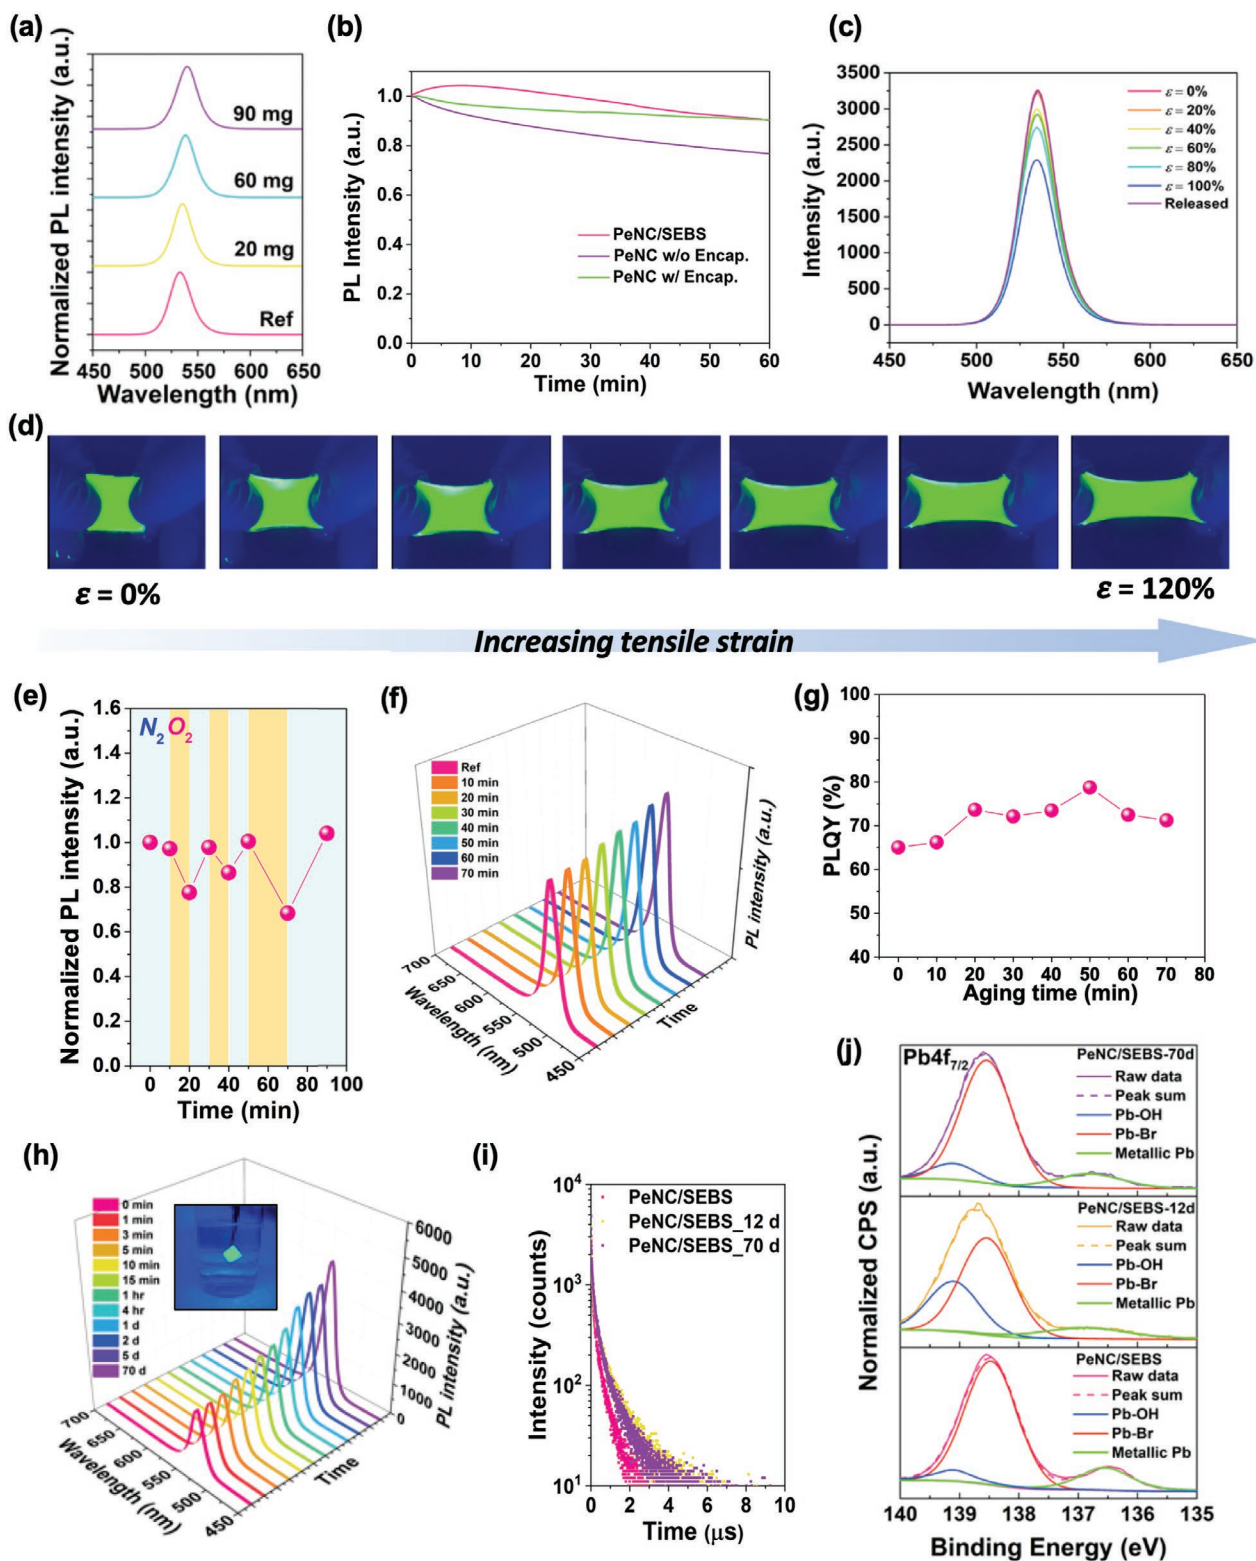 (a)
Normalized PL intensity (a.u.)
90 mg
60 mg
20 mg
Ref
450 500 550 600 650
Wavelength (nm)
(b)
PL Intensity (a.u.)
1.0
0.8
0.6
0.4
0.2
0.0
PeNC/SEBS
PeNC w/o Encap.
PeNC w/ Encap.
0 10 20 30 40 50 60
Time (min)
(c)
Intensity (a.u.)
3500
3000
2500
2000
1500
1000
500
0
ε = 0%
ε = 20%
ε = 40%
ε = 60%
ε = 80%
ε = 100%
Released
450 500 550 600 650
Wavelength (nm)
(d)
ε = 0%
ε = 120%
Increasing tensile strain
(e)
Normalized PL intensity (a.u.)
1.6
1.4
1.2
1.0
0.8
0.6
0.4
0.2
0.0
N₂ O₂
0 20 40 60 80 100
Time (min)
(f)
Ref
10 min
20 min
30 min
40 min
50 min
60 min
70 min
PL intensity (a.u.)
700 650 600 550 500 450
Wavelength (nm)
Time
(g)
PLQY (%)
100
90
80
70
60
50
40
0 10 20 30 40 50 60 70 80
Aging time (min)
(h)
0 min
1 min
3 min
5 min
10 min
15 min
1 hr
4 hr
1 d
2 d
5 d
70 d
6000
5000
4000
3000
2000
1000
0
PL intensity (a.u.)
700 650 600 550 500 450
Wavelength (nm)
Time
(i)
Intensity (counts)
10⁴
10³
10²
10¹
PeNC/SEBS
PeNC/SEBS_12 d
PeNC/SEBS_70 d
0 2 4 6 8 10
Time (μs)
(j)
Normalized CPS (a.u.)
Pb4f₇/₂
PeNC/SEBS-70d
Raw data
Peak sum
Pb-OH
Pb-Br
Metallic Pb
PeNC/SEBS-12d
Raw data
Peak sum
Pb-OH
Pb-Br
Metallic Pb
PeNC/SEBS
Raw data
Peak sum
Pb-OH
Pb-Br
Metallic Pb
140 139 138 137 136 135
Binding Energy (eV)